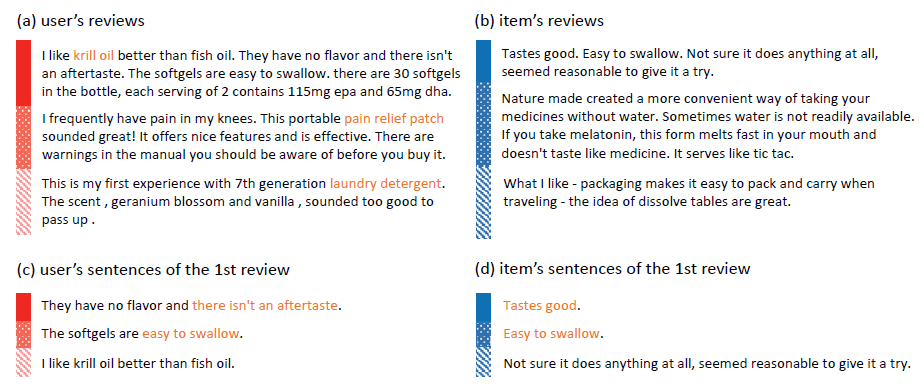 (a) user's reviews
I like krill oil better than fish oil. They have no flavor and there isn't
an aftertaste. The softgels are easy to swallow. there are 30 softgels
in the bottle, each serving of 2 contains 115mg epa and 65mg dha.
I frequently have pain in my knees. This portable pain relief patch
sounded great! It offers nice features and is effective. There are
warnings in the manual you should be aware of before you buy it.
This is my first experience with 7th generation laundry detergent.
The scent , geranium blossom and vanilla , sounded too good to
pass up .
(b) item's reviews
Tastes good. Easy to swallow. Not sure it does anything at all,
seemed reasonable to give it a try.
Nature made created a more convenient way of taking your
medicines without water. Sometimes water is not readily available.
If you take melatonin, this form melts fast in your mouth and
doesn't taste like medicine. It serves like tic tac.
What I like - packaging makes it easy to pack and carry when
traveling - the idea of dissolve tables are great.
(c) user's sentences of the 1st review
They have no flavor and there isn't an aftertaste.
The softgels are easy to swallow.
I like krill oil better than fish oil.
(d) item's sentences of the 1st review
Tastes good.
Easy to swallow.
Not sure it does anything at all, seemed reasonable to give it a try.